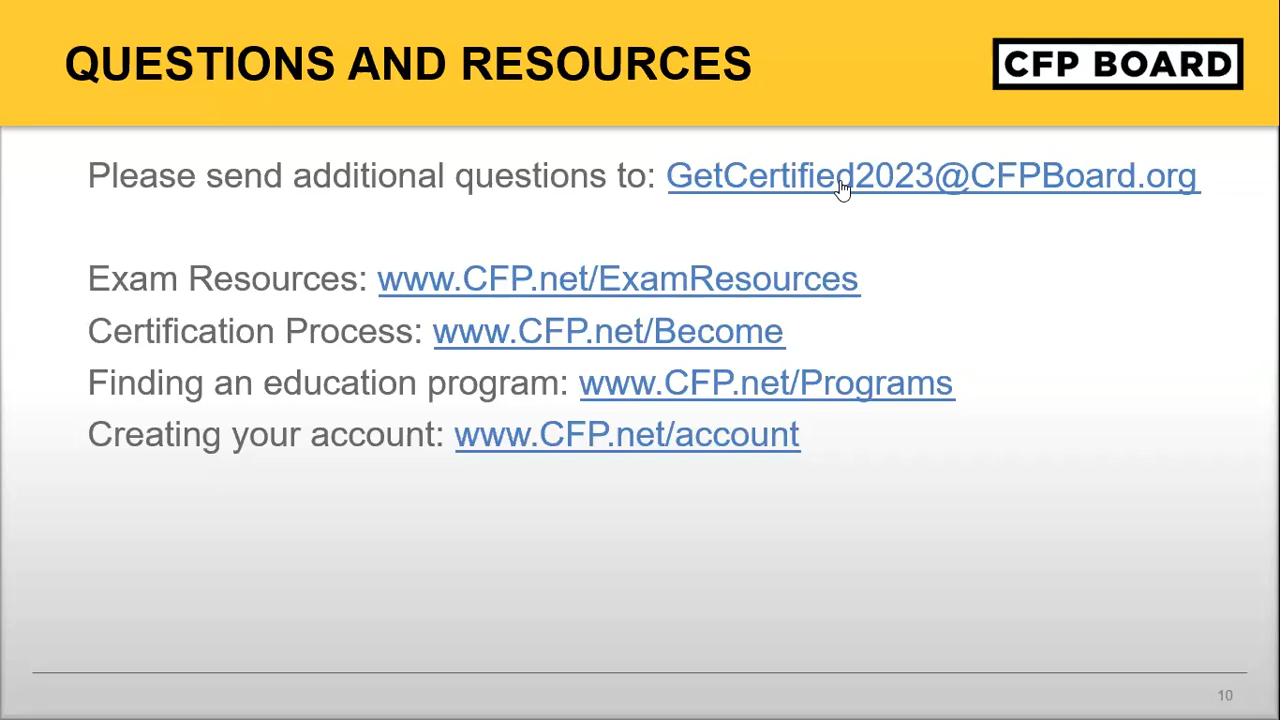 QUESTIONS AND RESOURCES
CFP BOARD
Please send additional questions to: GetCertified2023@CFPBoard.org
Exam Resources: www.CFP.net/ExamResources
Certification Process: www.CFP.net/Become
Finding an education program: www.CFP.net/Programs
Creating your account: www.CFP.net/account
10